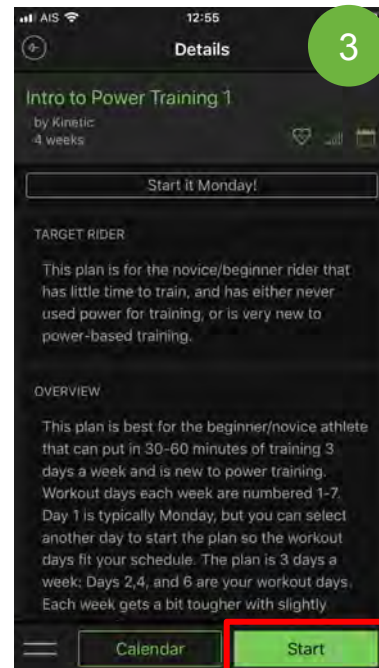 AIS 12:55
Details
3
Intro to Power Training 1
by Kinetic
4 weeks
Start it Monday!
TARGET RIDER
This plan is for the novice/beginner rider that
has little time to train, and has either never
used power for training, or is very new to
power-based training.
OVERVIEW
This plan is best for the beginner/novice athlete
that can put in 30-60 minutes of training 3
days a week and is new to power training.
Workout days each week are numbered 1-7.
Day 1 is typically Monday, but you can select
another day to start the plan so the workout
days fit your schedule. The plan is 3 days a
week: Days 2,4, and 6 are your workout days.
Each week gets a bit tougher with slightly
Calendar Start